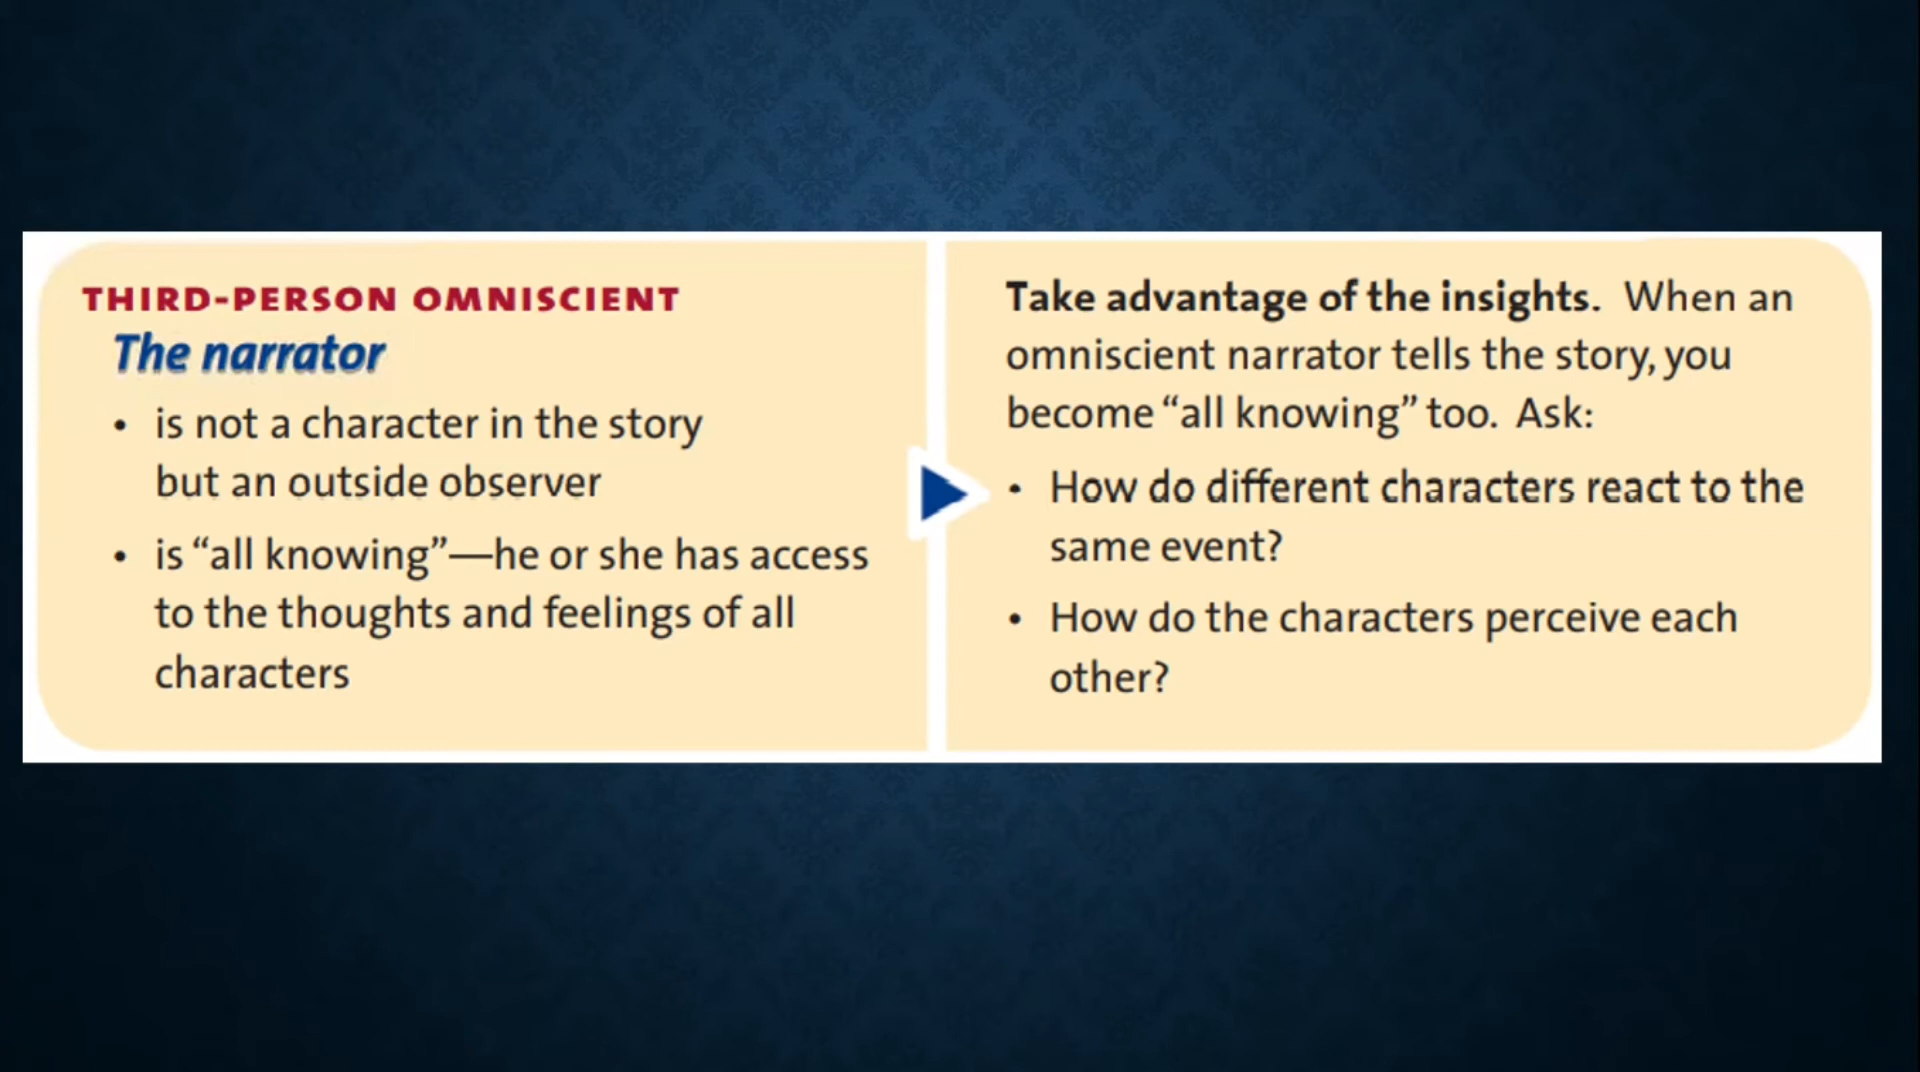 THIRD-PERSON OMNISCIENT
The narrator
• is not a character in the story
but an outside observer
• is “all knowing”—he or she has access
to the thoughts and feelings of all
characters
Take advantage of the insights. When an
omniscient narrator tells the story, you
become “all knowing” too. Ask:
• How do different characters react to the
same event?
• How do the characters perceive each
other?